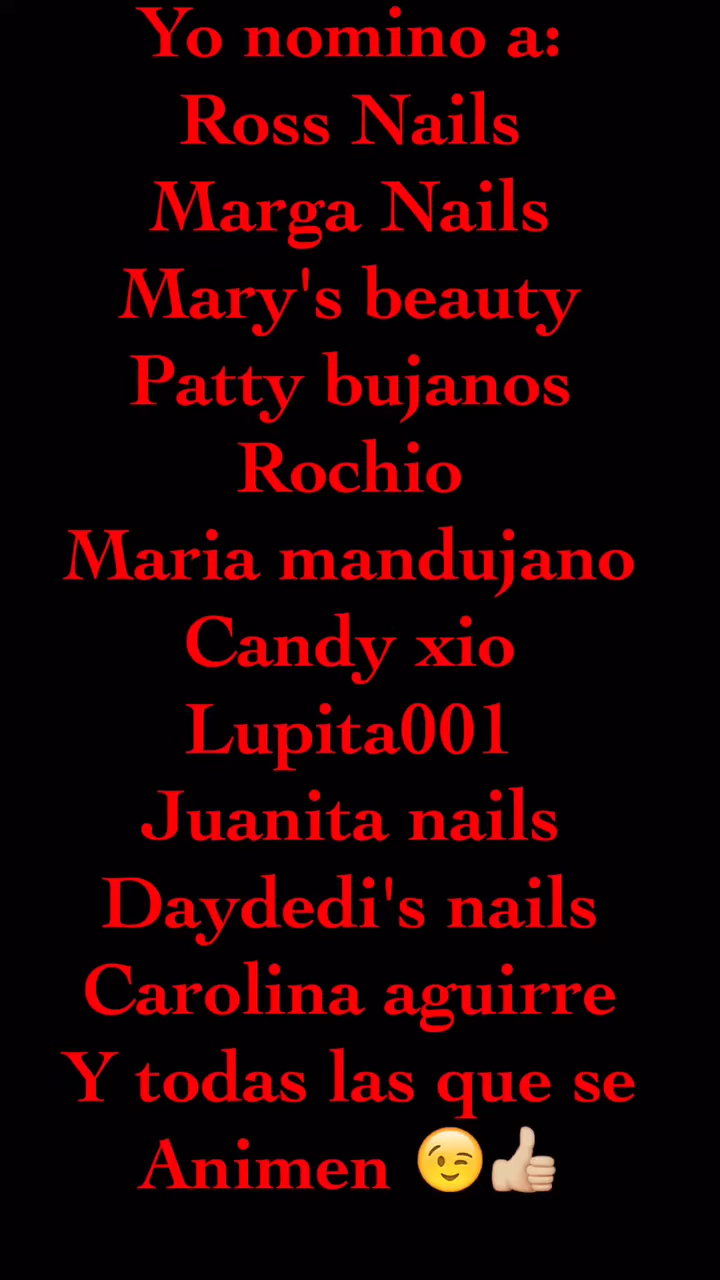 Yo nomino a:
Ross Nails
Marga Nails
Mary's beauty
Patty bujanos
Rochio
Maria mandujano
Candy xio
Lupita001
Juanita nails
Daydedi's nails
Carolina aguirre
Y todas las que se
Animen 😉👍🏼